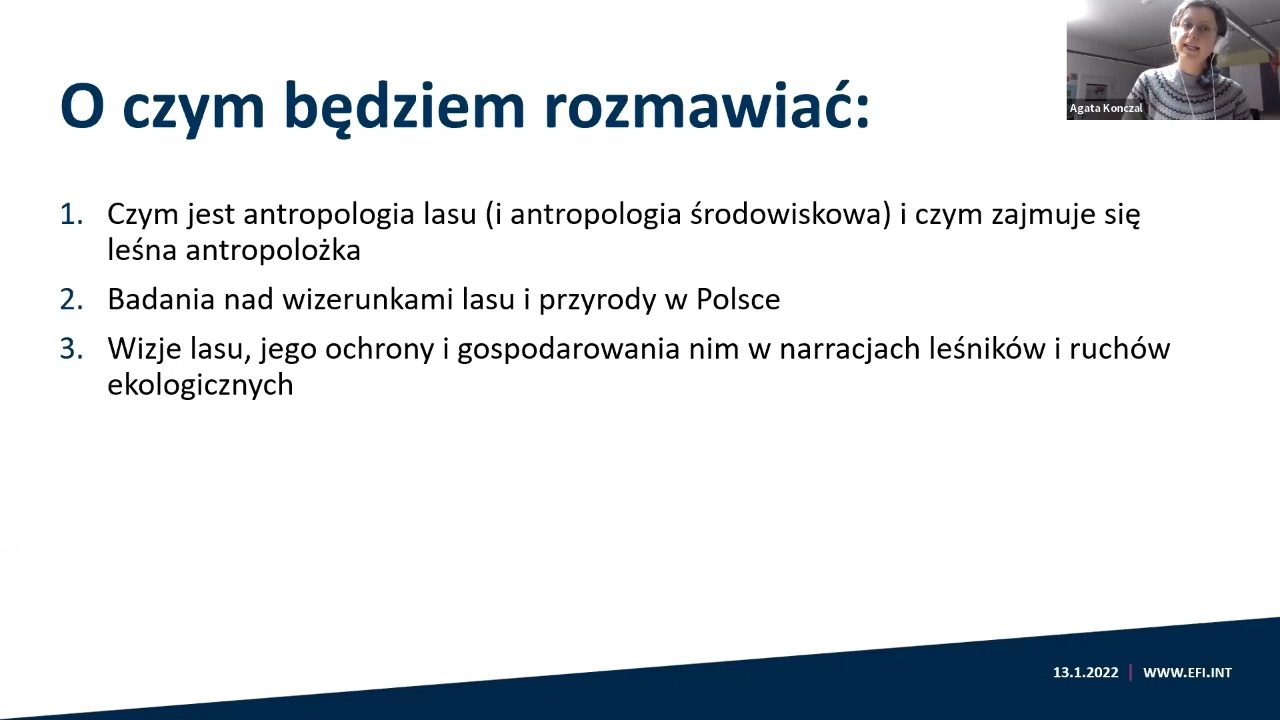 O czym będziem rozmawiać:
Agata Konczal
1. Czym jest antropologia lasu (i antropologia środowiskowa) i czym zajmuje się
leśna antropolożka
2. Badania nad wizerunkami lasu i przyrody w Polsce
3. Wizje lasu, jego ochrony i gospodarowania nim w narracjach leśników i ruchów
ekologicznych
13.1.2022 | WWW.EFI.INT